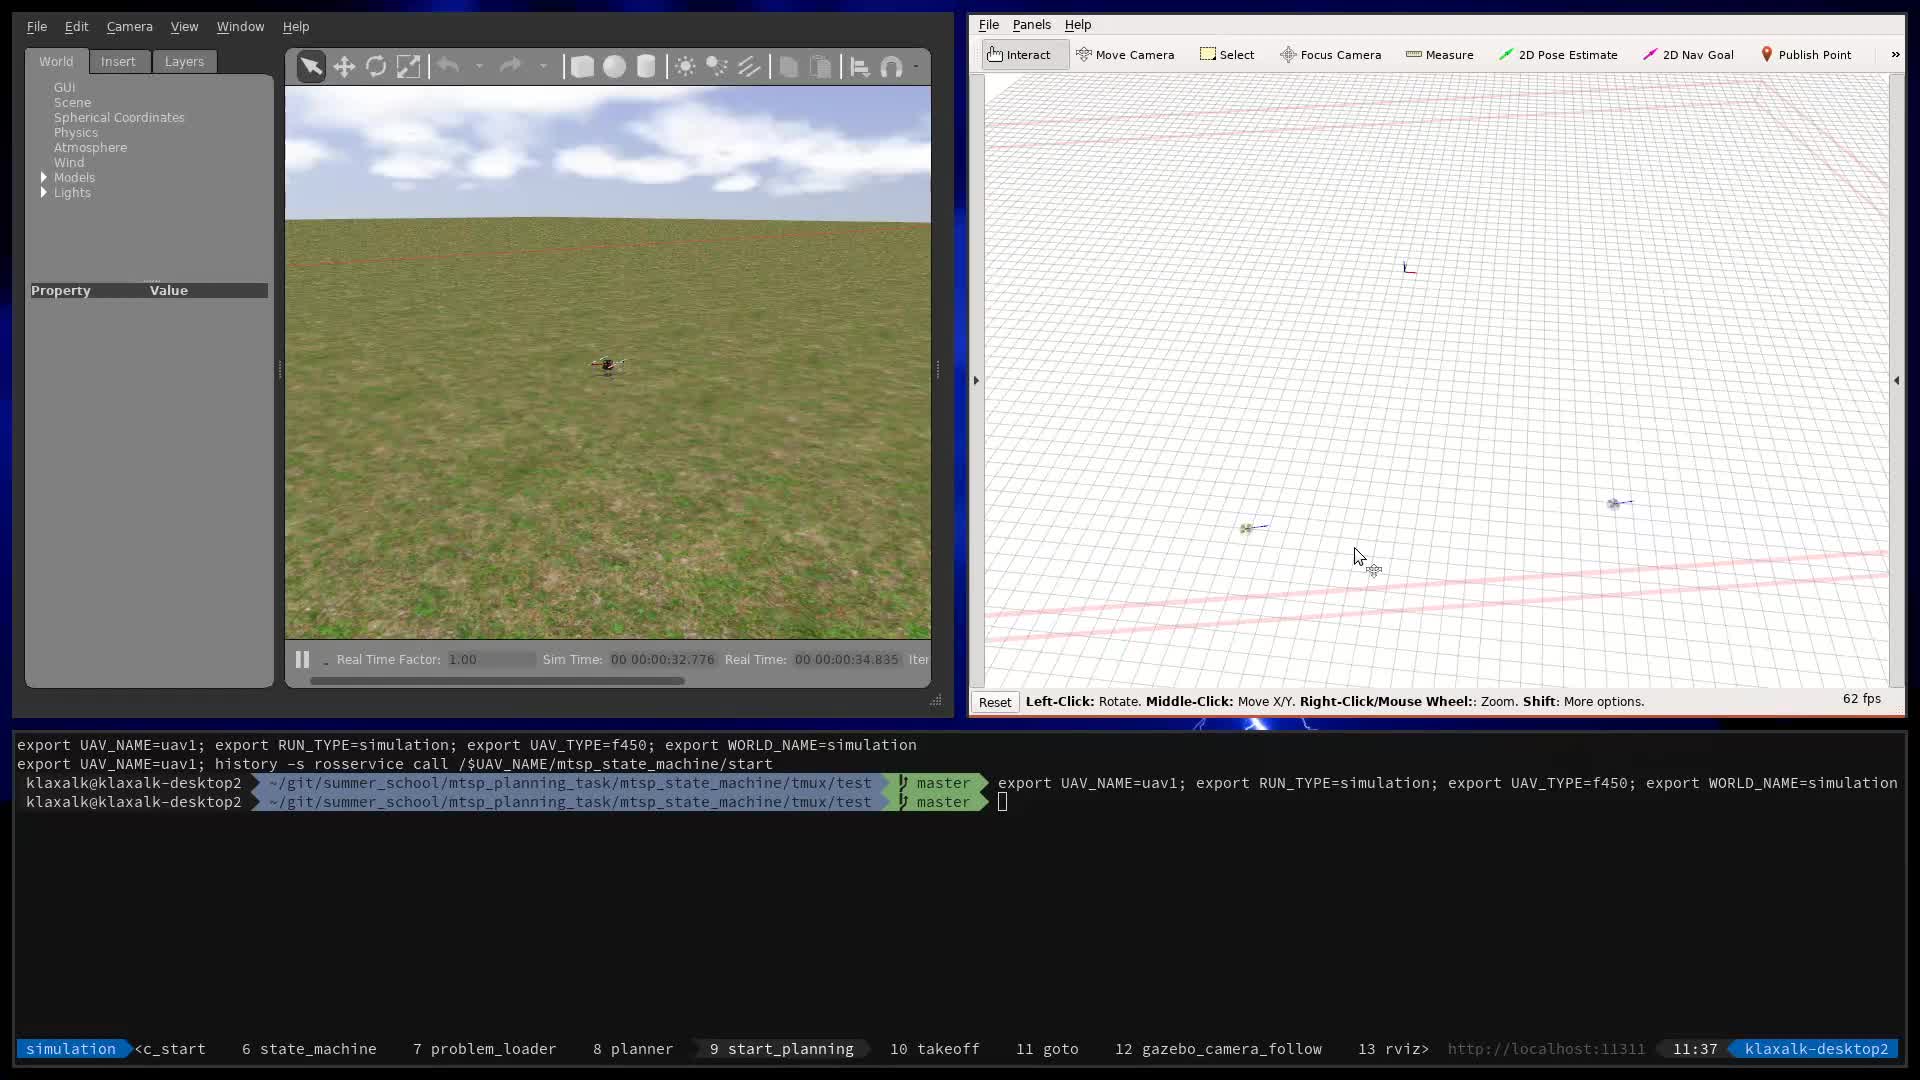 File Edit Camera View Window Help
World Insert Layers
GUI
Scene
Spherical Coordinates
Physics
Atmosphere
Wind
Models
Lights
Property Value
Real Time Factor: 1.00 Sim Time: 00 00:00:32.776 Real Time: 00 00:00:34.835 Iter
File Panels Help
Interact Move Camera Select Focus Camera Measure 2D Pose Estimate 2D Nav Goal Publish Point »
Reset Left-Click: Rotate. Middle-Click: Move X/Y. Right-Click/Mouse Wheel:: Zoom. Shift: More options. 62 fps
export UAV_NAME=uav1; export RUN_TYPE=simulation; export UAV_TYPE=f450; export WORLD_NAME=simulation
export UAV_NAME=uav1; history -s rosservice call /$UAV_NAME/mtsp_state_machine/start
klaxalk@klaxalk-desktop2 ~/git/summer_school/mtsp_planning_task/mtsp_state_machine/tmux/test master export UAV_NAME=uav1; export RUN_TYPE=simulation; export UAV_TYPE=f450; export WORLD_NAME=simulation
klaxalk@klaxalk-desktop2 ~/git/summer_school/mtsp_planning_task/mtsp_state_machine/tmux/test master
simulation <c_start 6 state_machine 7 problem_loader 8 planner 9 start_planning 10 takeoff 11 goto 12 gazebo_camera_follow 13 rviz> http://localhost:11311 11:37 klaxalk-desktop2